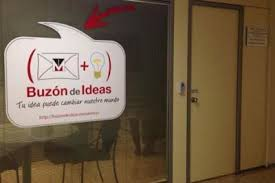 ( + )
Buzón de Ideas
Tu idea puede cambiar nuestro mundo